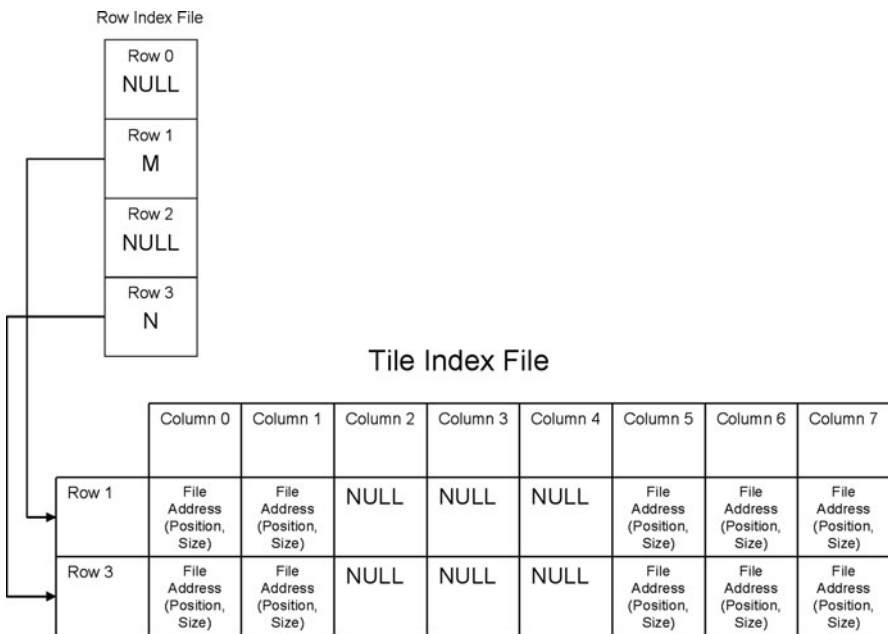 Row Index File
Row 0
NULL
Row 1
M
Row 2
NULL
Row 3
N
Tile Index File
Column 0 Column 1 Column 2 Column 3 Column 4 Column 5 Column 6 Column 7
Row 1
File Address (Position, Size)
File Address (Position, Size)
NULL
NULL
NULL
File Address (Position, Size)
File Address (Position, Size)
File Address (Position, Size)
Row 3
File Address (Position, Size)
File Address (Position, Size)
NULL
NULL
NULL
File Address (Position, Size)
File Address (Position, Size)
File Address (Position, Size)